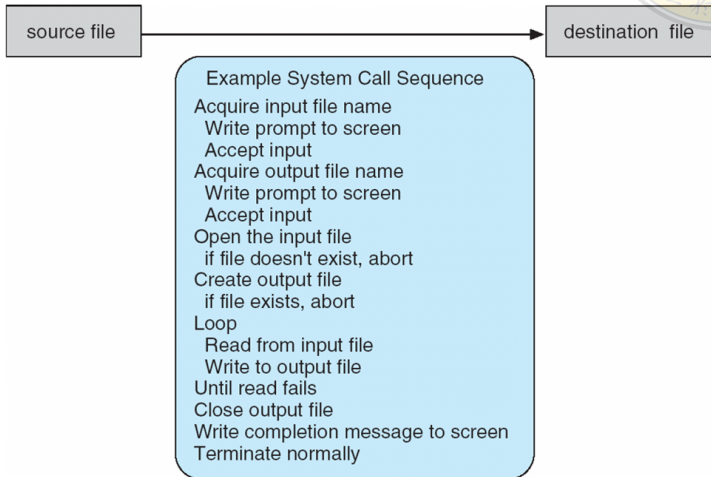 source file
destination file
Example System Call Sequence
Acquire input file name
Write prompt to screen
Accept input
Acquire output file name
Write prompt to screen
Accept input
Open the input file
if file doesn't exist, abort
Create output file
if file exists, abort
Loop
Read from input file
Write to output file
Until read fails
Close output file
Write completion message to screen
Terminate normally